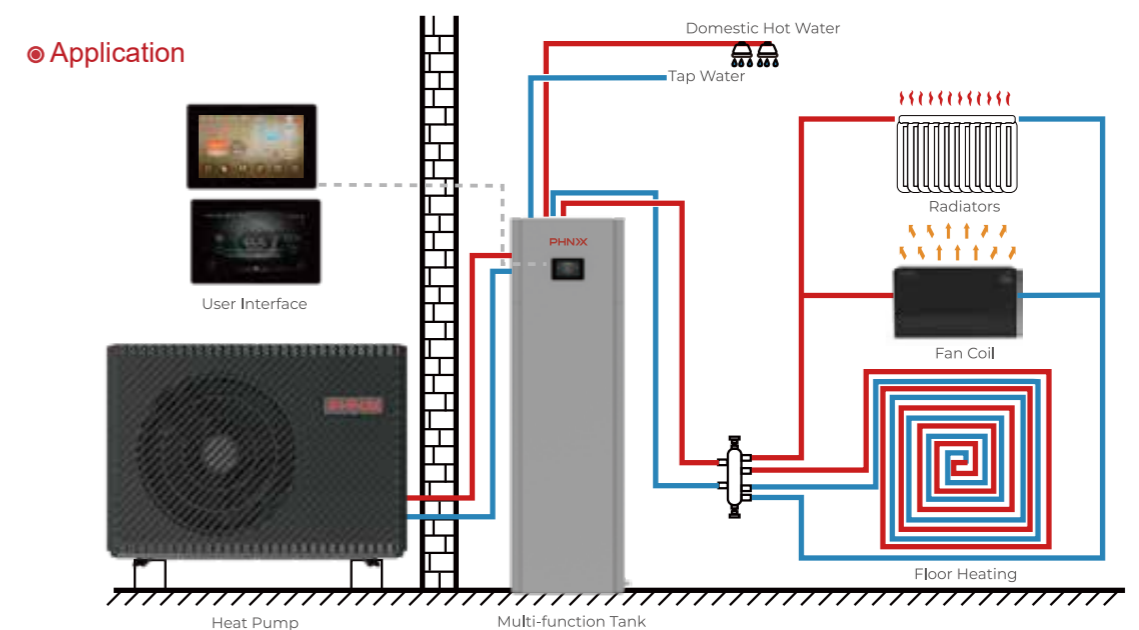 Application
Domestic Hot Water
Tap Water
PHNIX
Radiators
User Interface
Fan Coil
PHNIX
Floor Heating
Heat Pump
Multi-function Tank